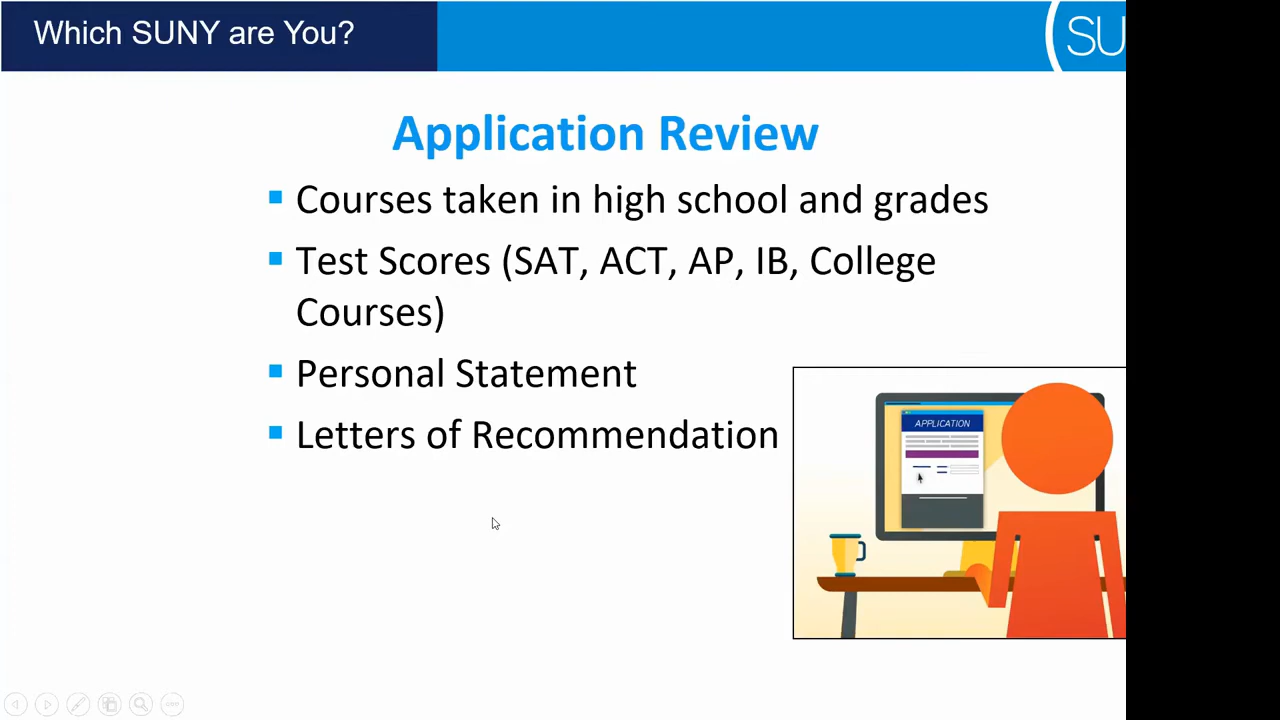 Which SUNY are You?
SU
Application Review
Courses taken in high school and grades
Test Scores (SAT, ACT, AP, IB, College
Courses)
Personal Statement
Letters of Recommendation
APPLICATION